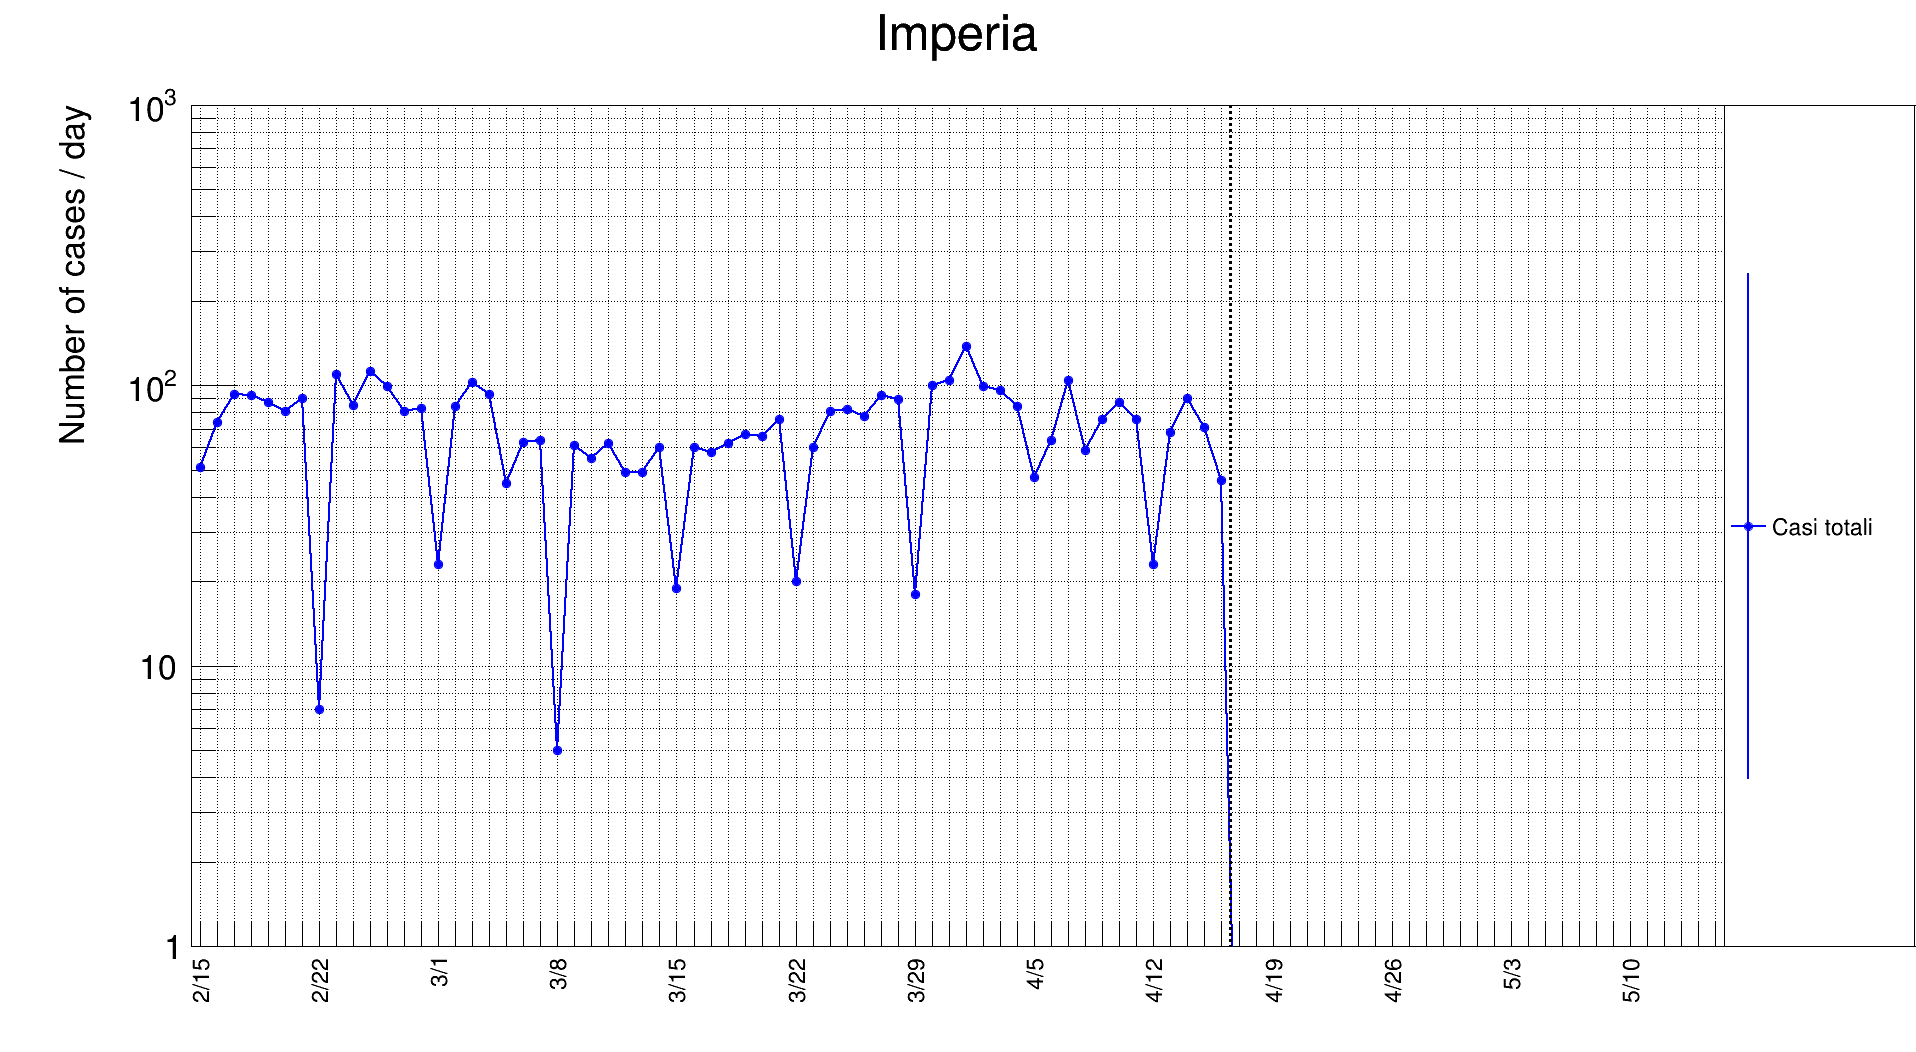 Imperia
Number of cases / day
10³
10²
10
1
2/15 2/22 3/1 3/8 3/15 3/22 3/29 4/5 4/12 4/19 4/26 5/3 5/10
Casi totali